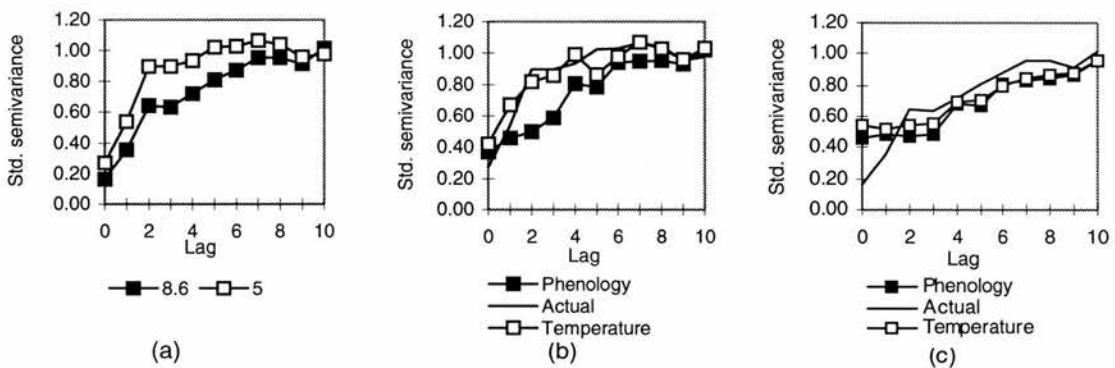 Std. semivariance
1.20
1.00
0.80
0.60
0.40
0.20
0.00
0 2 4 6 8 10
Lag
8.6 5
(a)
Std. semivariance
1.20
1.00
0.80
0.60
0.40
0.20
0.00
0 2 4 6 8 10
Lag
Phenology
Actual
Temperature
(b)
Std. semivariance
1.20
1.00
0.80
0.60
0.40
0.20
0.00
0 2 4 6 8 10
Lag
Phenology
Actual
Temperature
(c)